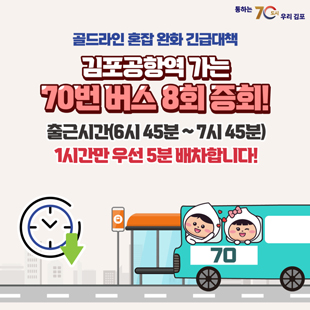 통하는 70 우리 김포
골드라인 혼잡 완화 긴급대책
김포공항역 가는
70번 버스 8회 증회!
출근시간(6시 45분 ~ 7시 45분)
1시간만 우선 5분 배차합니다!
70